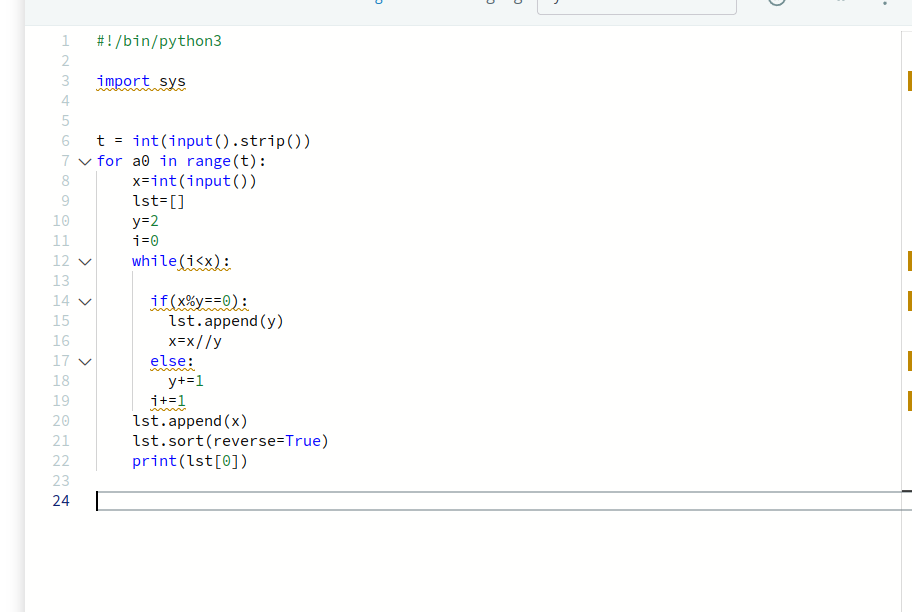 1 #!/bin/python3
2
3 import sys
4
5
6 t = int(input().strip())
7 for a0 in range(t):
8     x=int(input())
9     lst=[]
10     y=2
11     i=0
12     while(i<x):
13
14       if(x%y==0):
15         lst.append(y)
16         x=x//y
17       else:
18         y+=1
19       i+=1
20     lst.append(x)
21     lst.sort(reverse=True)
22     print(lst[0])
23
24